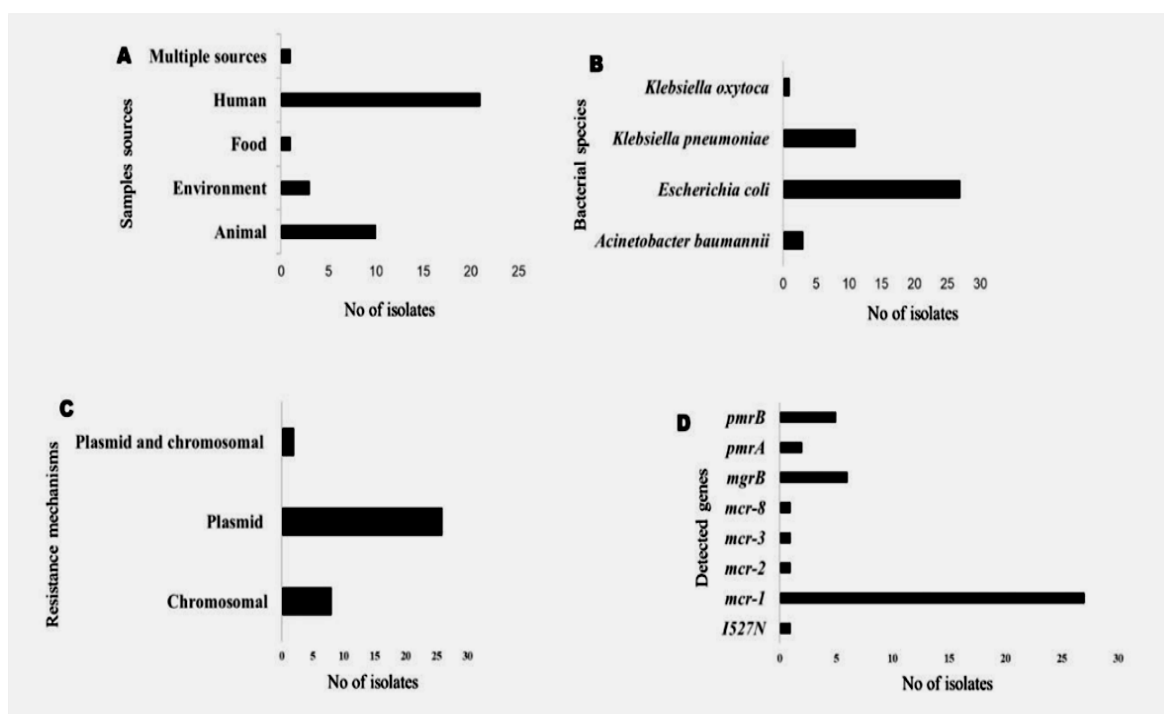 A
Samples sources
Multiple sources
Human
Food
Environment
Animal
0 5 10 15 20 25
No of isolates
B
Bacterial species
Klebsiella oxytoca
Klebsiella pneumoniae
Escherichia coli
Acinetobacter baumannii
0 5 10 15 20 25 30
No of isolates
C
Resistance mechanisms
Plasmid and chromosomal
Plasmid
Chromosomal
0 5 10 15 20 25 30
No of isolates
D
Detected genes
pmrB
pmrA
mgrB
mcr-8
mcr-3
mcr-2
mcr-1
I527N
0 5 10 15 20 25 30
No of isolates